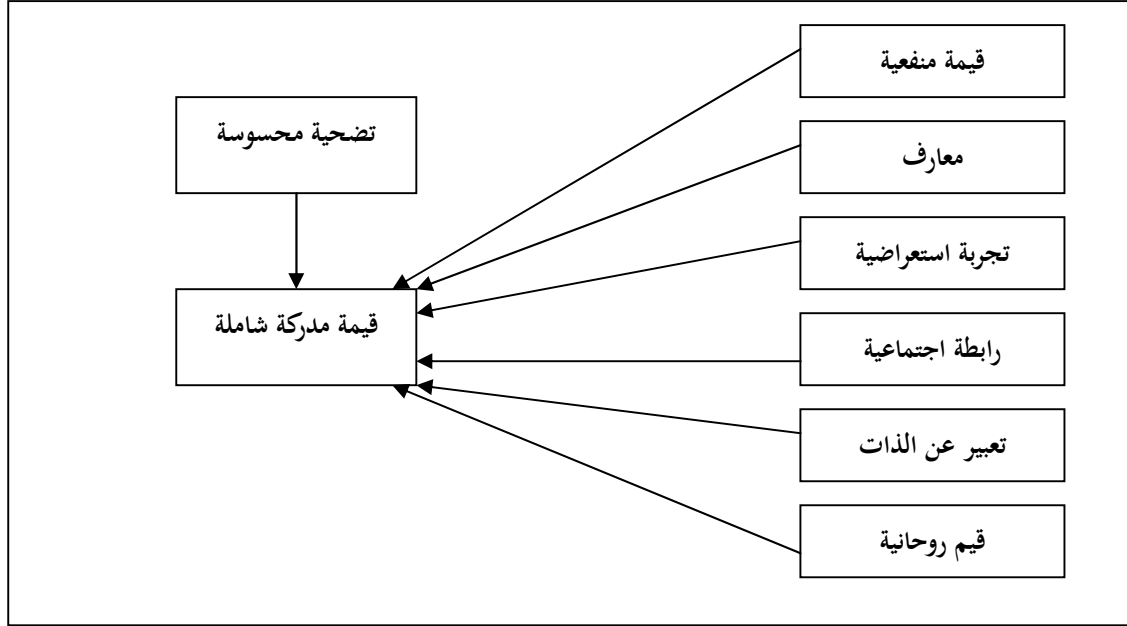 قيمة منفعية
تضحية محسوسة
معارف
تجربة استعراضية
قيمة مدركة شاملة
رابطة اجتماعية
تعبير عن الذات
قيم روحانية